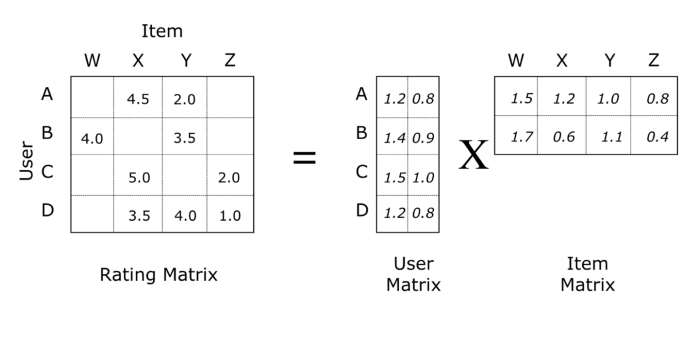 Item
W X Y Z W X Y Z
A 4.5 2.0 A 1.2 0.8 1.5 1.2 1.0 0.8
B 4.0 3.5 B 1.4 0.9 1.7 0.6 1.1 0.4
User
= X
C 5.0 2.0 C 1.5 1.0
D 3.5 4.0 1.0 D 1.2 0.8
Rating Matrix
User
Matrix
Item
Matrix